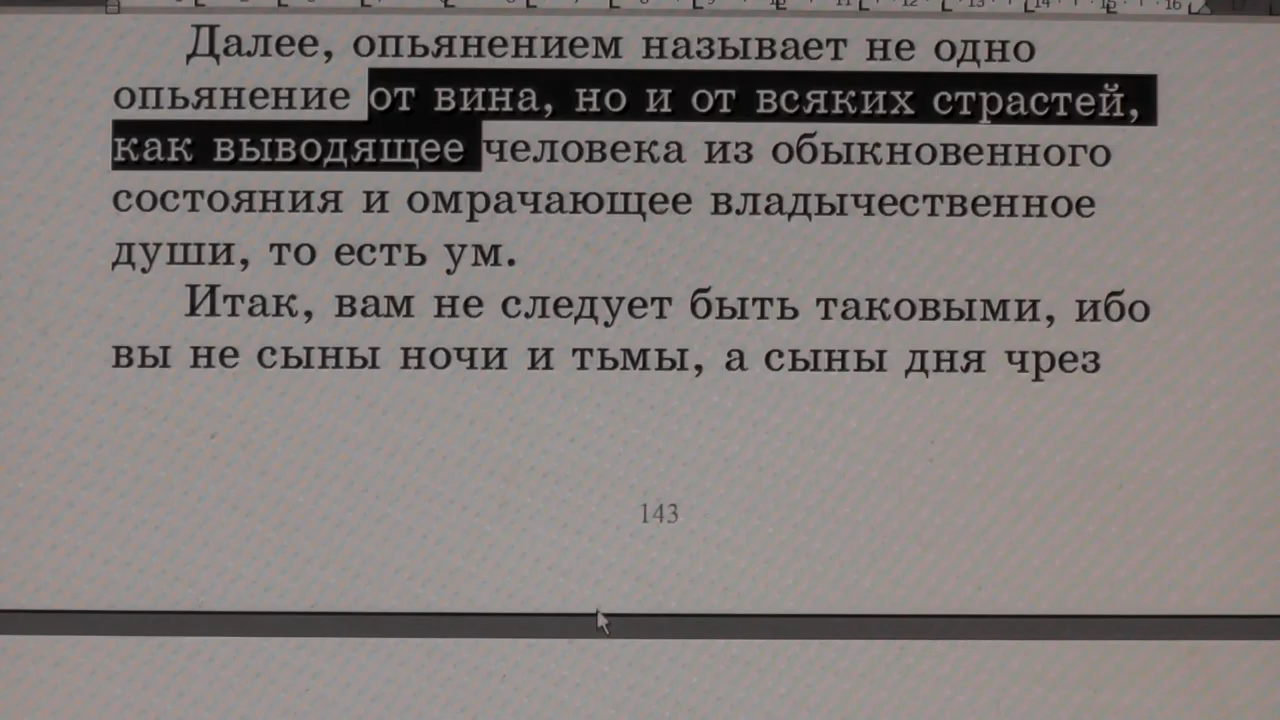 Далее, опьянением называет не одно
опьянение от вина, но и от всяких страстей,
как выводящее человека из обыкновенного
состояния и омрачающее владычественное
души, то есть ум.
Итак, вам не следует быть таковыми, ибо
вы не сыны ночи и тьмы, а сыны дня чрез
143